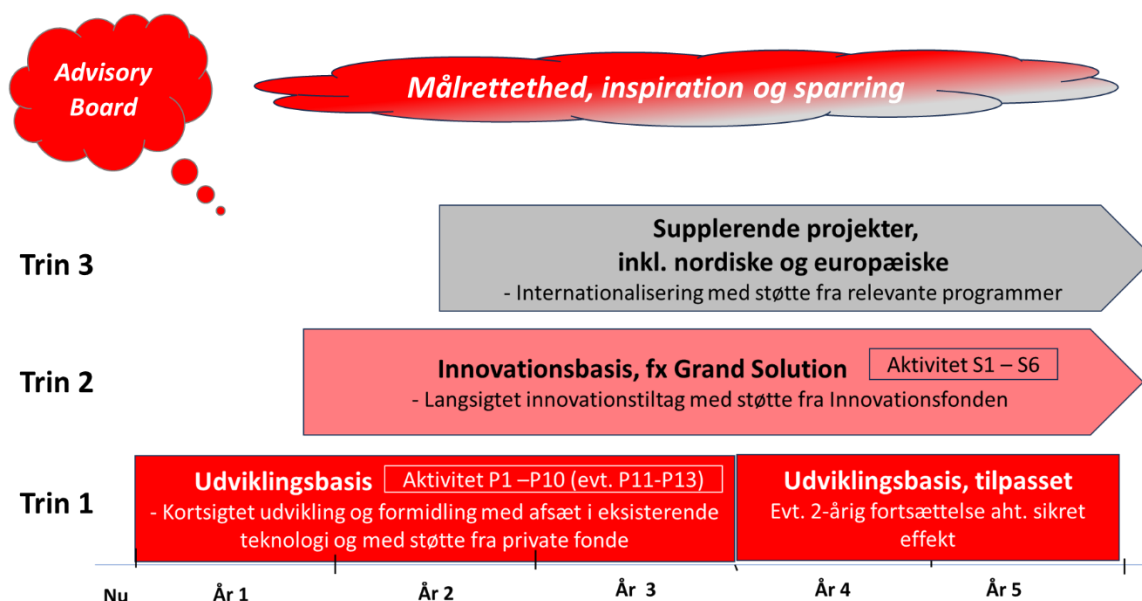 Advisory
Board
Målrettethed, inspiration og sparring
Trin 3
Supplerende projekter,
inkl. nordiske og europæiske
- Internationalisering med støtte fra relevante programmer
Trin 2
Innovationsbasis, fx Grand Solution
Aktivitet S1 – S6
- Langsigtet innovationstiltag med støtte fra Innovationsfonden
Trin 1
Udviklingsbasis
Aktivitet P1 –P10 (evt. P11-P13)
- Kortsigtet udvikling og formidling med afsæt i eksisterende
teknologi og med støtte fra private fonde
Udviklingsbasis, tilpasset
Evt. 2-årig fortsættelse aht. sikret
effekt
Nu
År 1
År 2
År 3
År 4
År 5